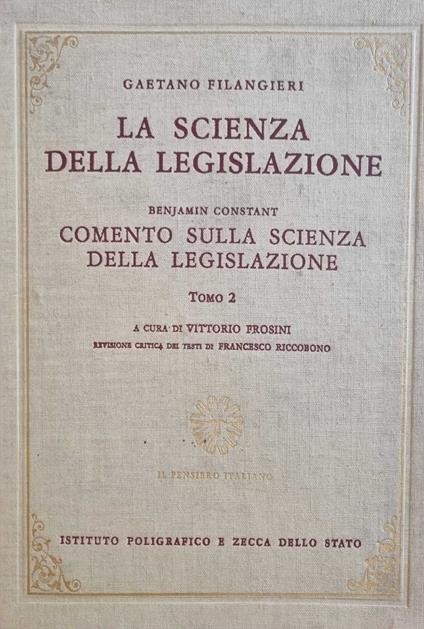 GAETANO FILANGIERI
LA SCIENZA
DELLA LEGISLAZIONE
BENJAMIN CONSTANT
COMENTO SULLA SCIENZA
DELLA LEGISLAZIONE
TOMO 2
A CURA DI VITTORIO FROSINI
REVISIONE CRITICA DEI TESTI DI FRANCESCO RICCOBONO
IL PENSIERO ITALIANO
ISTITUTO POLIGRAFICO E ZECCA DELLO STATO